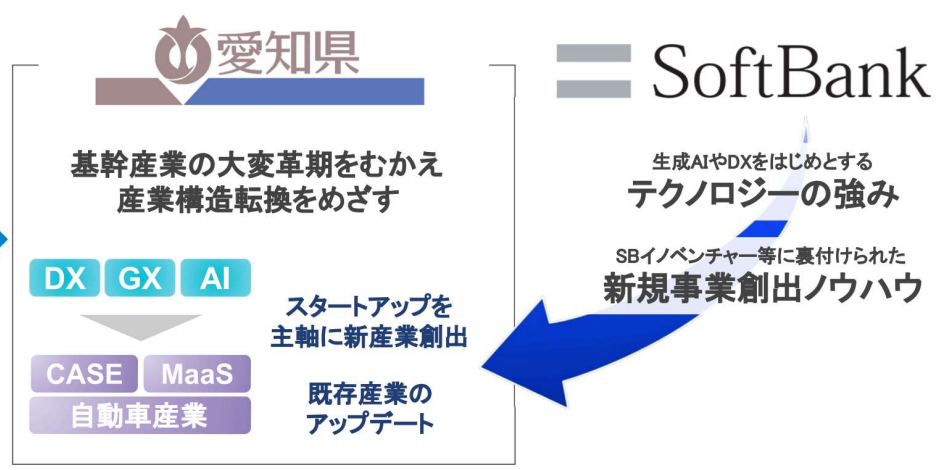 愛知県
基幹産業の大変革期をむかえ
産業構造転換をめざす
DX GX AI
CASE MaaS
自動車産業
スタートアップを
主軸に新産業創出
既存産業の
アップデート
SoftBank
生成AIやDXをはじめとする
テクノロジーの強み
SBイノベンチャー等に裏付けられた
新規事業創出ノウハウ